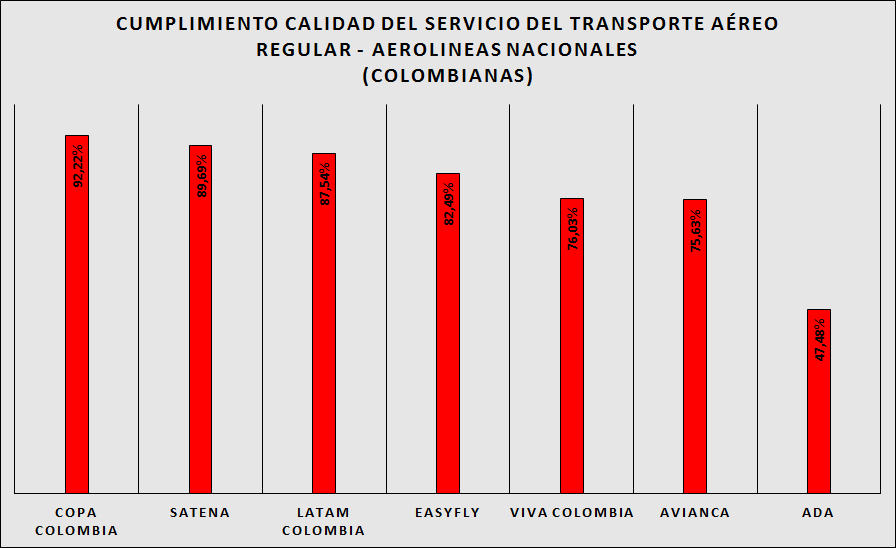 CUMPLIMIENTO CALIDAD DEL SERVICIO DEL TRANSPORTE AÉREO
REGULAR - AEROLINEAS NACIONALES
(COLOMBIANAS)
92,22%
89,69%
87,54%
82,49%
76,03%
75,63%
47,48%
COPA
COLOMBIA
SATENA
LATAM
COLOMBIA
EASYFLY
VIVA COLOMBIA
AVIANCA
ADA